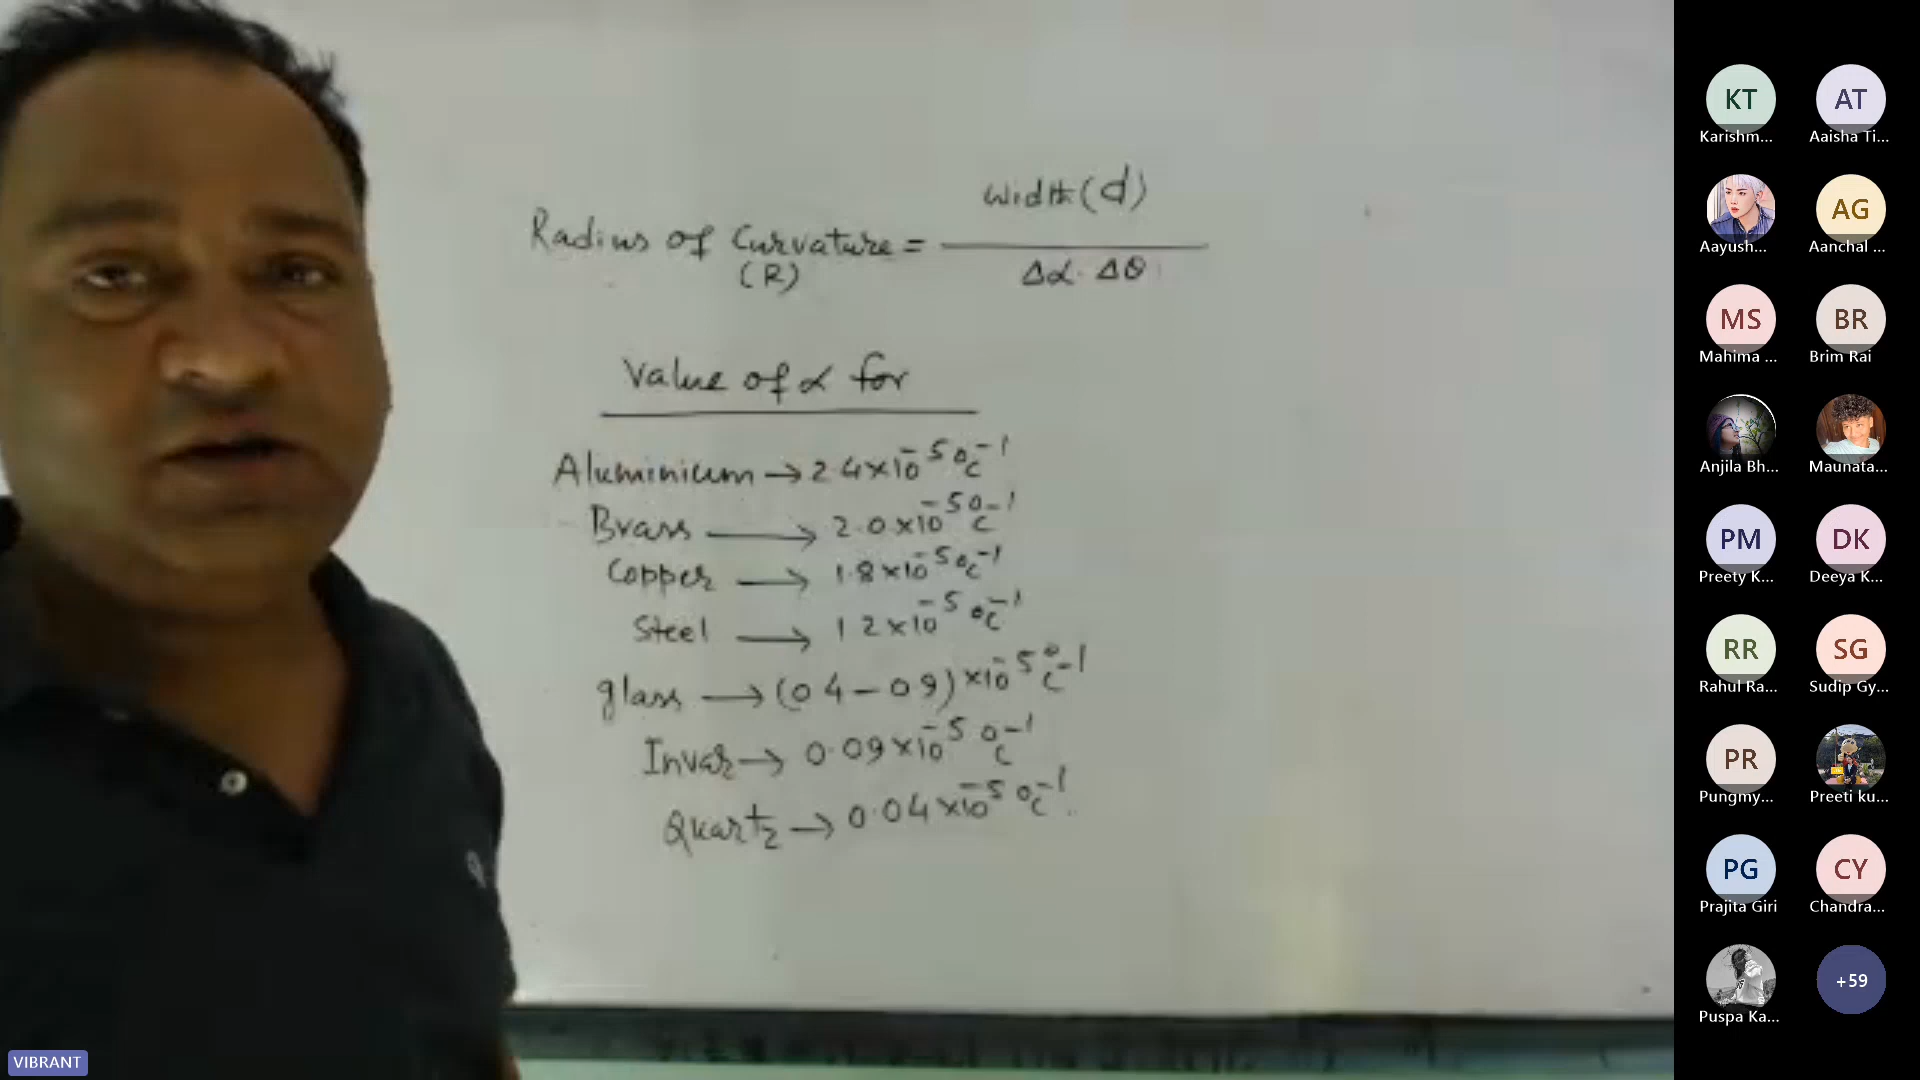 Width (d)
Radius of Curvature =
(R)
Δα. Δθ
Value of α for
Aluminium → 2.4×10⁻⁵ °C⁻¹
Brass → 2.0×10⁻⁵ °C⁻¹
Copper → 1.8×10⁻⁵ °C⁻¹
Steel → 1.2×10⁻⁵ °C⁻¹
glass → (0.4 – 0.9)×10⁻⁵ °C⁻¹
Invar → 0.09×10⁻⁵ °C⁻¹
Quartz → 0.04×10⁻⁵ °C⁻¹
VIBRANT
KT AT
Karishm... Aaisha Ti...
AG
Aayush... Aanchal ...
MS BR
Mahima ... Brim Rai
Anjila Bh... Maunata...
PM DK
Preety K... Deeya K...
RR SG
Rahul Ra... Sudip Gy...
PR
Pungmy... Preeti ku...
PG CY
Prajita Giri Chandra...
+59
Puspa Ka...